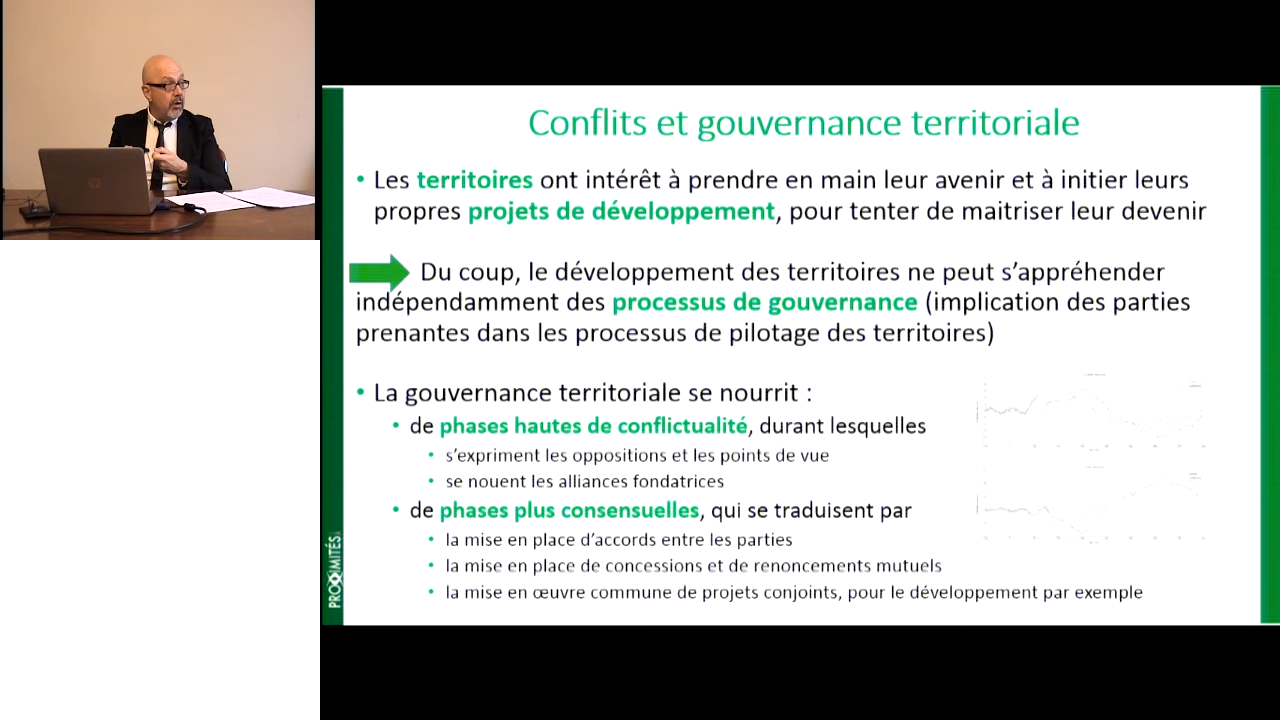 Conflits et gouvernance territoriale
• Les territoires ont intérêt à prendre en main leur avenir et à initier leurs
propres projets de développement, pour tenter de maitriser leur devenir
Du coup, le développement des territoires ne peut s’appréhender
indépendamment des processus de gouvernance (implication des parties
prenantes dans les processus de pilotage des territoires)
• La gouvernance territoriale se nourrit :
• de phases hautes de conflictualité, durant lesquelles
• s’expriment les oppositions et les points de vue
• se nouent les alliances fondatrices
• de phases plus consensuelles, qui se traduisent par
• la mise en place d’accords entre les parties
• la mise en place de concessions et de renoncements mutuels
• la mise en œuvre commune de projets conjoints, pour le développement par exemple
PROXIMITÉS